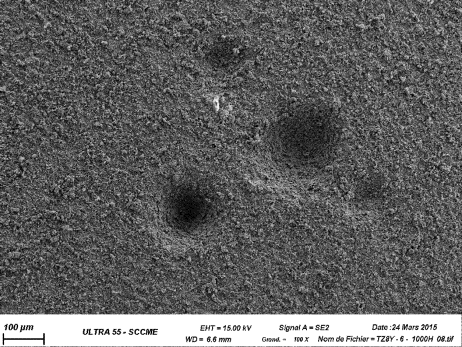 100 µm
ULTRA 55 - SCCME
EHT = 15.00 kV
Signal A = SE2
Date :24 Mars 2015
WD = 6.6 mm
Grand. = 100 X
Nom de Fichier = TZ8Y - 6 - 1000H 08.tif